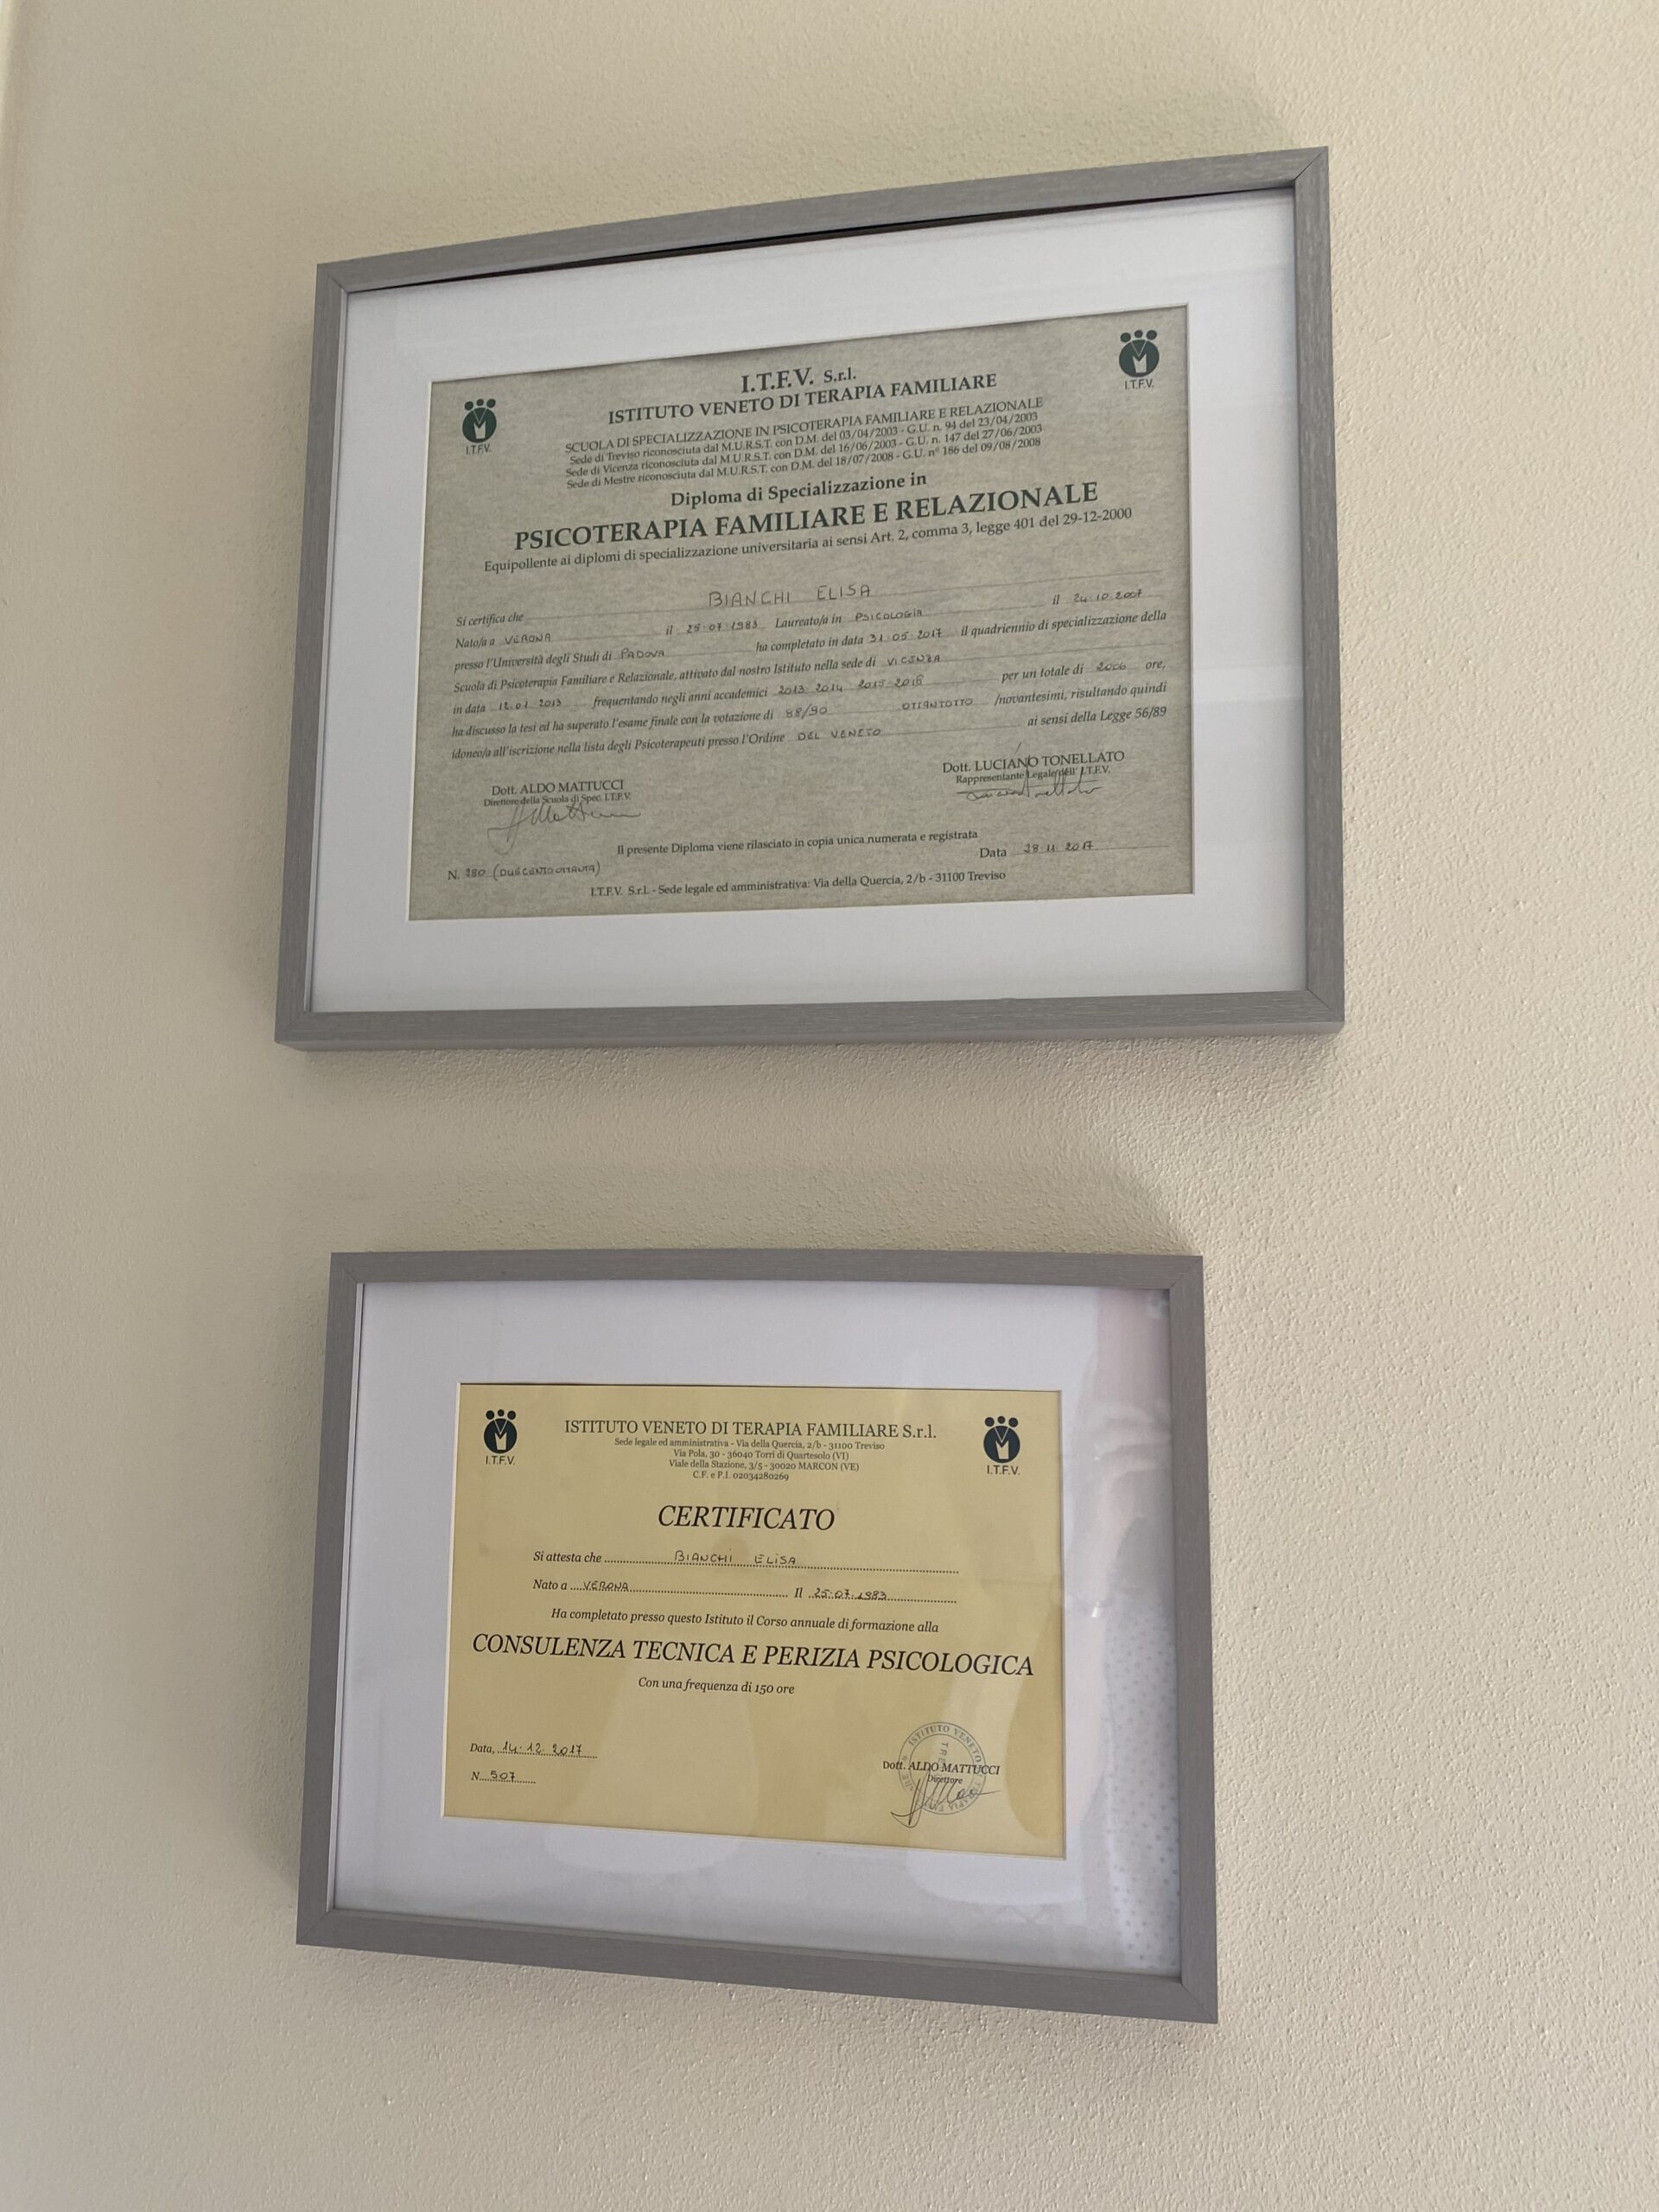 I.T.F.V. S.r.l.
ISTITUTO VENETO DI TERAPIA FAMILIARE
SCUOLA DI SPECIALIZZAZIONE IN PSICOTERAPIA FAMILIARE E RELAZIONALE
Sede di Treviso riconosciuta dal M.U.R.S.T. con D.M. del 03/04/2003 - G.U. n. 94 del 23/04/2003
Sede di Vicenza riconosciuta dal M.U.R.S.T. con D.M. del 16/06/2003 - G.U. n. 147 del 27/06/2003
Sede di Mestre riconosciuta dal M.U.R.S.T. con D.M. del 18/07/2008 - G.U. n° 186 del 09/08/2008
I.T.F.V.
I.T.F.V.
Diploma di Specializzazione in
PSICOTERAPIA FAMILIARE E RELAZIONALE
Equipollente ai diplomi di specializzazione universitaria ai sensi Art. 2, comma 3, legge 401 del 29-12-2000
Si certifica che BIANCHI ELISA
Nato/a a VERONA il 25.07.1983 Laureato/a in PSICOLOGIA il 24.10.2007
presso l'Università degli Studi di PADOVA ha completato in data 31.05.2017 il quadriennio di specializzazione della
Scuola di Psicoterapia Familiare e Relazionale, attivato dal nostro Istituto nella sede di VICENZA
in data 12.01.2013 frequentando negli anni accademici 2013-2014 2015-2016 per un totale di 2006 ore,
ha discusso la tesi ed ha superato l'esame finale con la votazione di 88/90 OTTANTOTTO /novantesimi, risultando quindi
idoneo/a all'iscrizione nella lista degli Psicoterapeuti presso l'Ordine DEL VENETO ai sensi della Legge 56/89
Dott. ALDO MATTUCCI
Direttore della Scuola di Spec. I.T.F.V.
Dott. LUCIANO TONELLATO
Rappresentante Legale dell' I.T.F.V.
Il presente Diploma viene rilasciato in copia unica numerata e registrata
N. 280 (DUECENTOOTTANTA)
Data 28.11.2017
I.T.F.V. S.r.l. - Sede legale ed amministrativa: Via della Quercia, 2/b - 31100 Treviso
ISTITUTO VENETO DI TERAPIA FAMILIARE S.r.l.
Sede legale ed amministrativa - Via della Quercia, 2/b - 31100 Treviso
Via Pola, 30 - 36040 Torri di Quartesolo (VI)
Viale della Stazione, 3/5 - 30020 MARCON (VE)
C.F. e P.I. 02034280269
I.T.F.V.
I.T.F.V.
CERTIFICATO
Si attesta che BIANCHI ELISA
Nato a VERONA Il 25.07.1983
Ha completato presso questo Istituto il Corso annuale di formazione alla
CONSULENZA TECNICA E PERIZIA PSICOLOGICA
Con una frequenza di 150 ore
Data, 14.12.2017
N. 507
ISTITUTO VENETO
Dott. ALDO MATTUCCI
Direttore